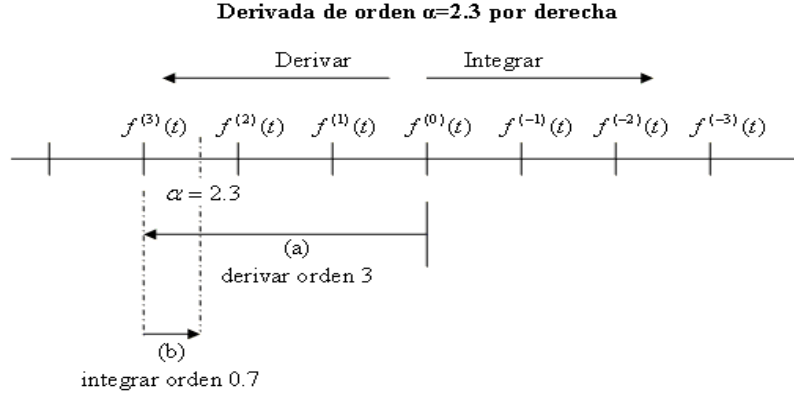 Derivada de orden α=2.3 por derecha
Derivar Integrar
f⁽³⁾(t) f⁽²⁾(t) f⁽¹⁾(t) f⁽⁰⁾(t) f⁽⁻¹⁾(t) f⁽⁻²⁾(t) f⁽⁻³⁾(t)
α = 2.3
(a)
derivar orden 3
(b)
integrar orden 0.7